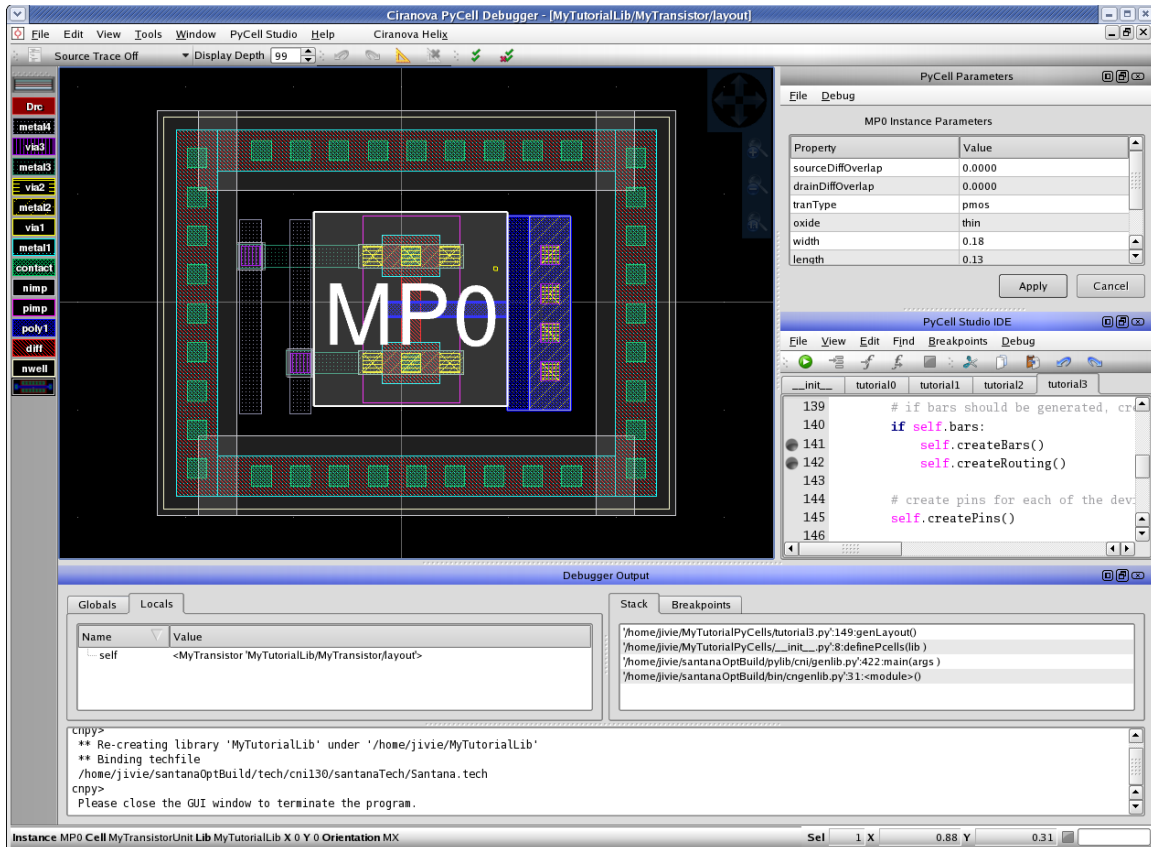 Ciranova PyCell Debugger - [MyTutorialLib/MyTransistor/layout]
File Edit View Tools Window PyCell Studio Help Ciranova Helix
Source Trace Off Display Depth 99
Drc
metal4
via3
metal3
via2
metal2
via1
metal1
contact
nimp
pimp
poly1
diff
nwell
MP0
PyCell Parameters
File Debug
MP0 Instance Parameters
Property Value
sourceDiffOverlap 0.0000
drainDiffOverlap 0.0000
tranType pmos
oxide thin
width 0.18
length 0.13
Apply Cancel
PyCell Studio IDE
File View Edit Find Breakpoints Debug
__init__ tutorial0 tutorial1 tutorial2 tutorial3
139 # if bars should be generated, cre
140 if self.bars:
141 self.createBars()
142 self.createRouting()
143
144 # create pins for each of the devi
145 self.createPins()
146
Debugger Output
Globals Locals
Name Value
self <MyTransistor 'MyTutorialLib/MyTransistor/layout'>
Stack Breakpoints
'/home/jivie/MyTutorialPyCells/tutorial3.py':149:genLayout()
'/home/jivie/MyTutorialPyCells/__init__.py':8:definePcells(lib )
'/home/jivie/santanaOptBuild/pylib/cni/genlib.py':422:main(args )
'/home/jivie/santanaOptBuild/bin/cngenlib.py':31:<module>()
cnpy>
** Re-creating library 'MyTutorialLib' under '/home/jivie/MyTutorialLib'
** Binding techfile
/home/jivie/santanaOptBuild/tech/cni130/santanaTech/Santana.tech
cnpy>
Please close the GUI window to terminate the program.
Instance MP0 Cell MyTransistorUnit Lib MyTutorialLib X 0 Y 0 Orientation MX Sel 1 X 0.88 Y 0.31